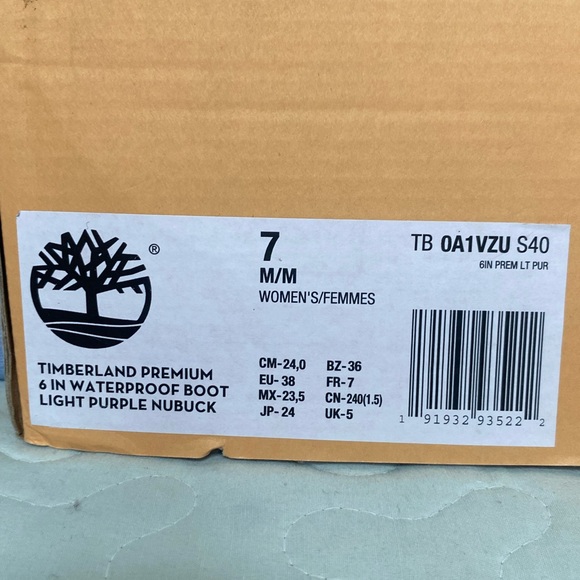 ®
7
M/M
WOMEN'S/FEMMES
TB 0A1VZU S40
6IN PREM LT PUR
TIMBERLAND PREMIUM
6 IN WATERPROOF BOOT
LIGHT PURPLE NUBUCK
CM-24,0 BZ-36
EU- 38 FR-7
MX-23,5 CN-240(1.5)
JP-24 UK-5
1 91932 93522 2